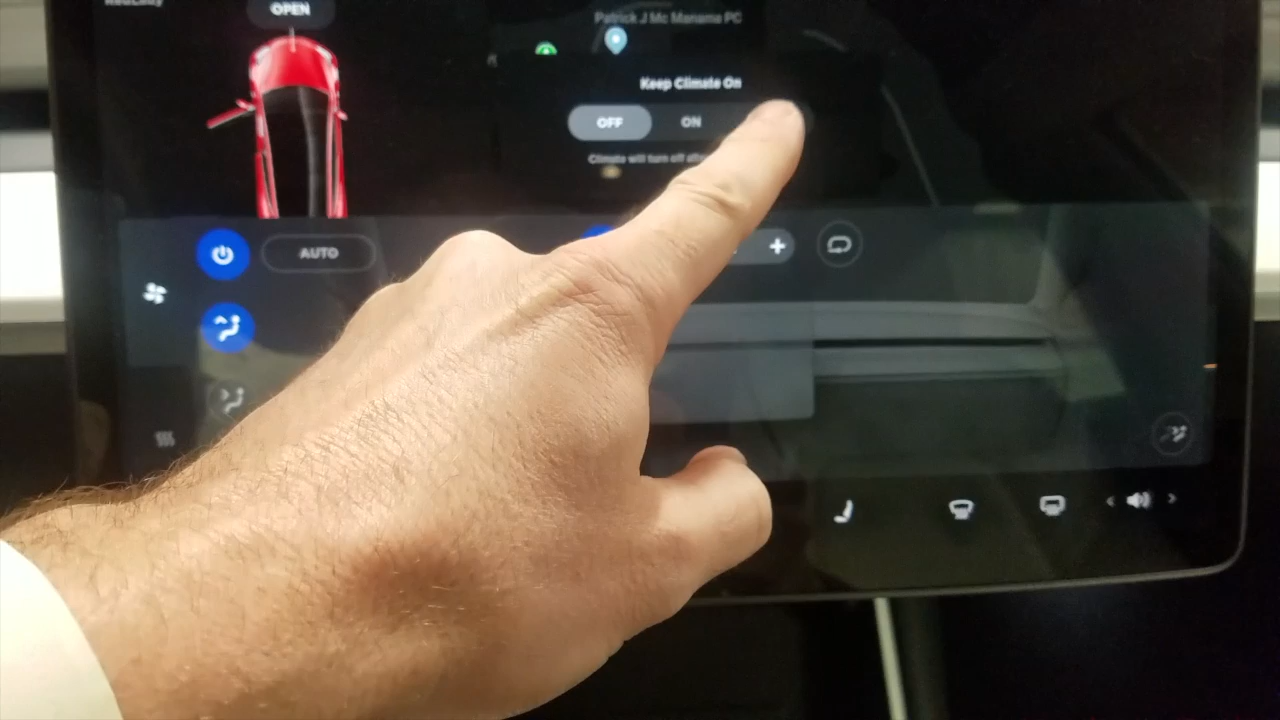 OPEN
Patrick J Mc Manama PC
Keep Climate On
OFF ON
Climate will turn off
AUTO